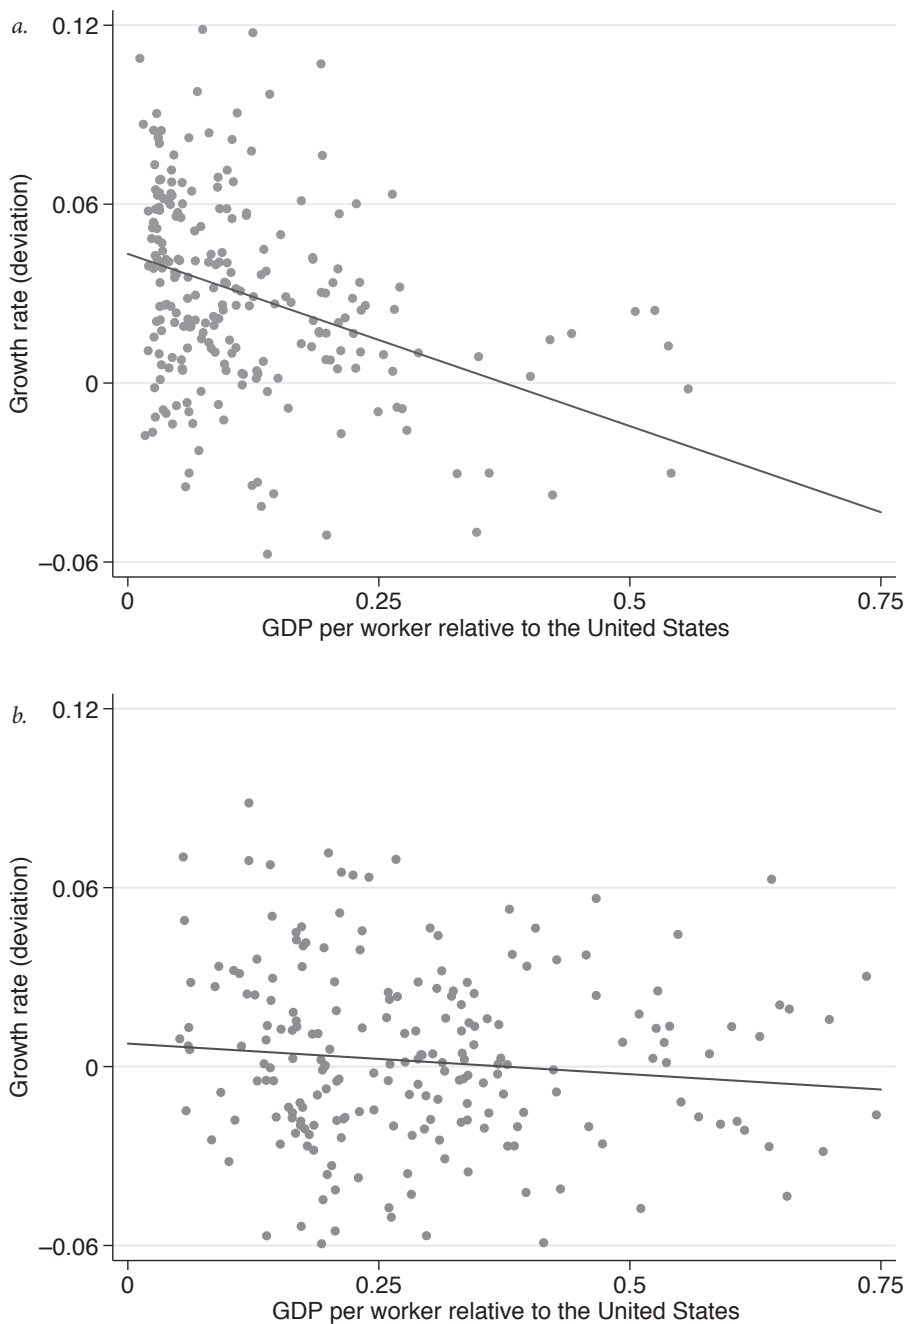 a.
0.12
0.06
0
–0.06
Growth rate (deviation)
0 0.25 0.5 0.75
GDP per worker relative to the United States
b.
0.12
0.06
0
–0.06
Growth rate (deviation)
0 0.25 0.5 0.75
GDP per worker relative to the United States